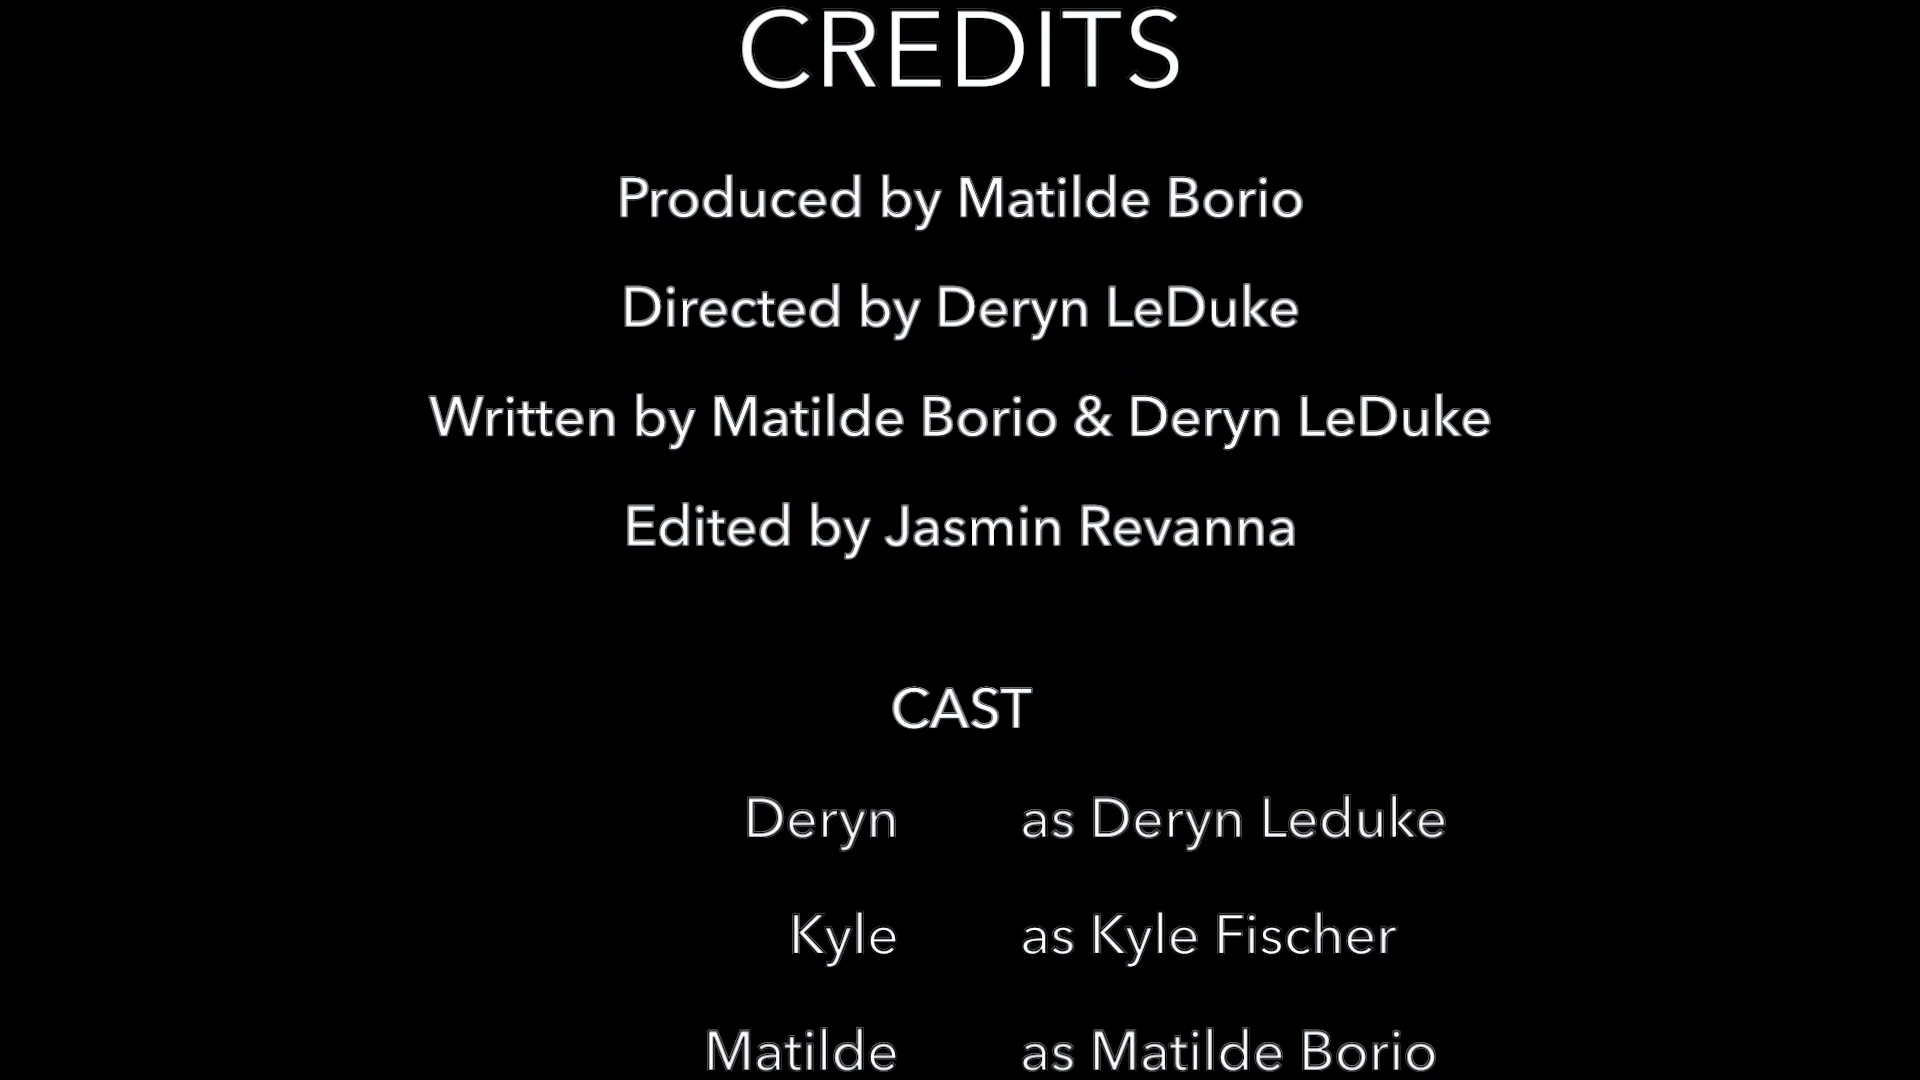 CREDITS
Produced by Matilde Borio
Directed by Deryn LeDuke
Written by Matilde Borio & Deryn LeDuke
Edited by Jasmin Revanna
CAST
Deryn as Deryn Leduke
Kyle as Kyle Fischer
Matilde as Matilde Borio